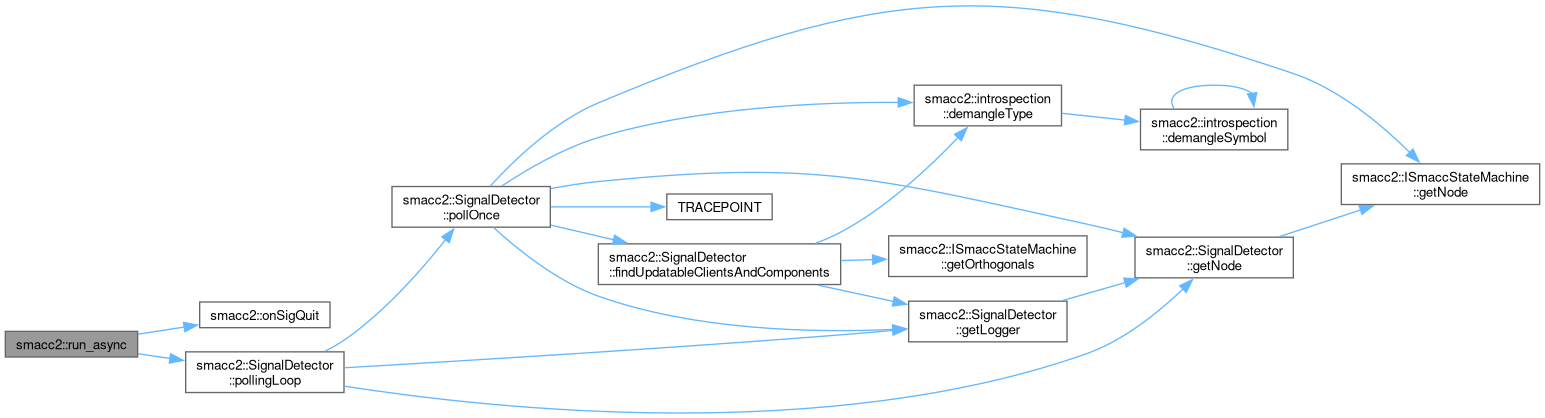 smacc2::run_async
smacc2::onSigQuit
smacc2::SignalDetector
::pollingLoop
smacc2::SignalDetector
::pollOnce
TRACEPOINT
smacc2::SignalDetector
::findUpdatableClientsAndComponents
smacc2::introspection
::demangleType
smacc2::ISmaccStateMachine
::getOrthogonals
smacc2::SignalDetector
::getLogger
smacc2::introspection
::demangleSymbol
smacc2::SignalDetector
::getNode
smacc2::ISmaccStateMachine
::getNode